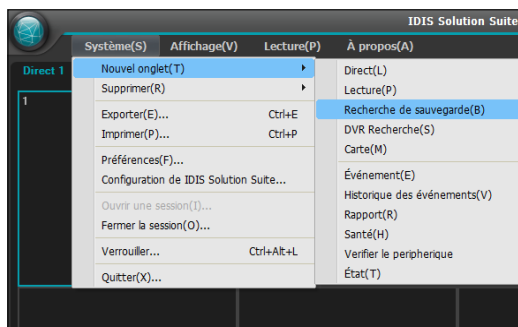 IDIS Solution Suite
Système(S) Affichage(V) Lecture(P) À propos(A)
Direct 1
1
Nouvel onglet(T)
Supprimer(R)
Exporter(E)... Ctrl+E
Imprimer(P)... Ctrl+P
Préférences(F)...
Configuration de IDIS Solution Suite...
Ouvrir une session(I)...
Fermer la session(O)...
Verrouiller... Ctrl+Alt+L
Quitter(X)...
Direct(L)
Lecture(P)
Recherche de sauvegarde(B)
DVR Recherche(S)
Carte(M)
Événement(E)
Historique des événements(V)
Rapport(R)
Santé(H)
Verifier le peripherique
État(T)